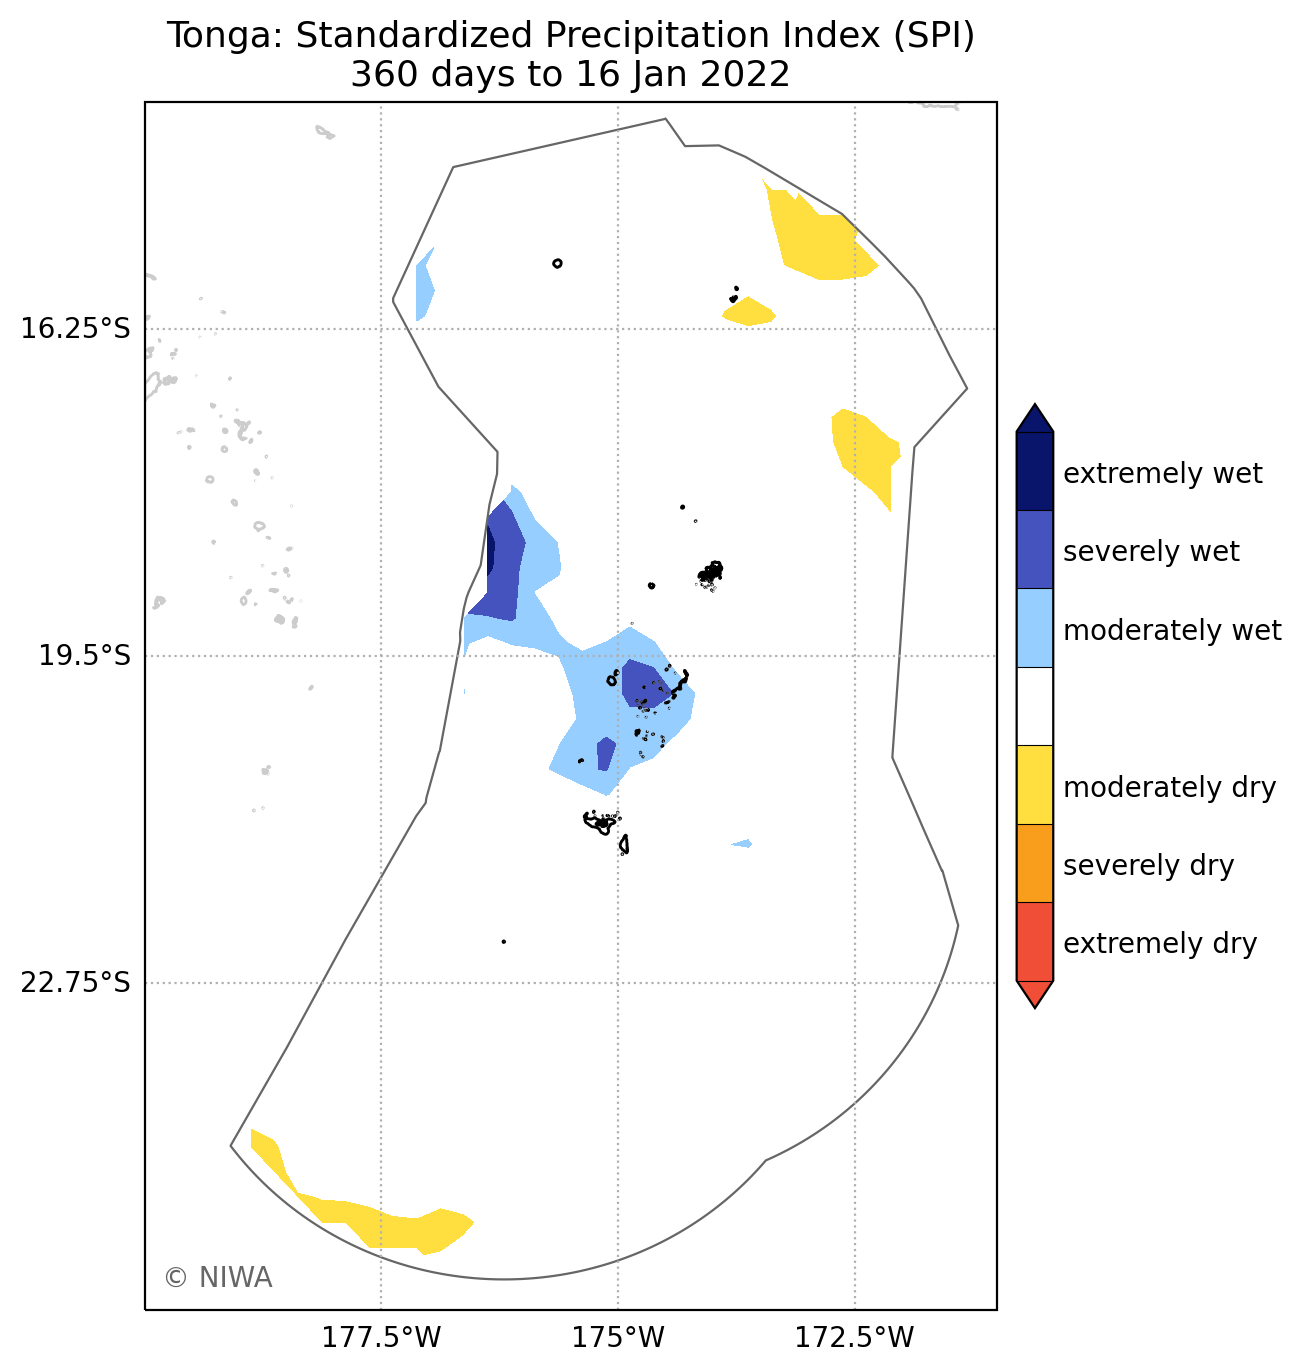 Tonga: Standardized Precipitation Index (SPI)
360 days to 16 Jan 2022
16.25°S
19.5°S
22.75°S
177.5°W
175°W
172.5°W
extremely wet
severely wet
moderately wet
moderately dry
severely dry
extremely dry
© NIWA